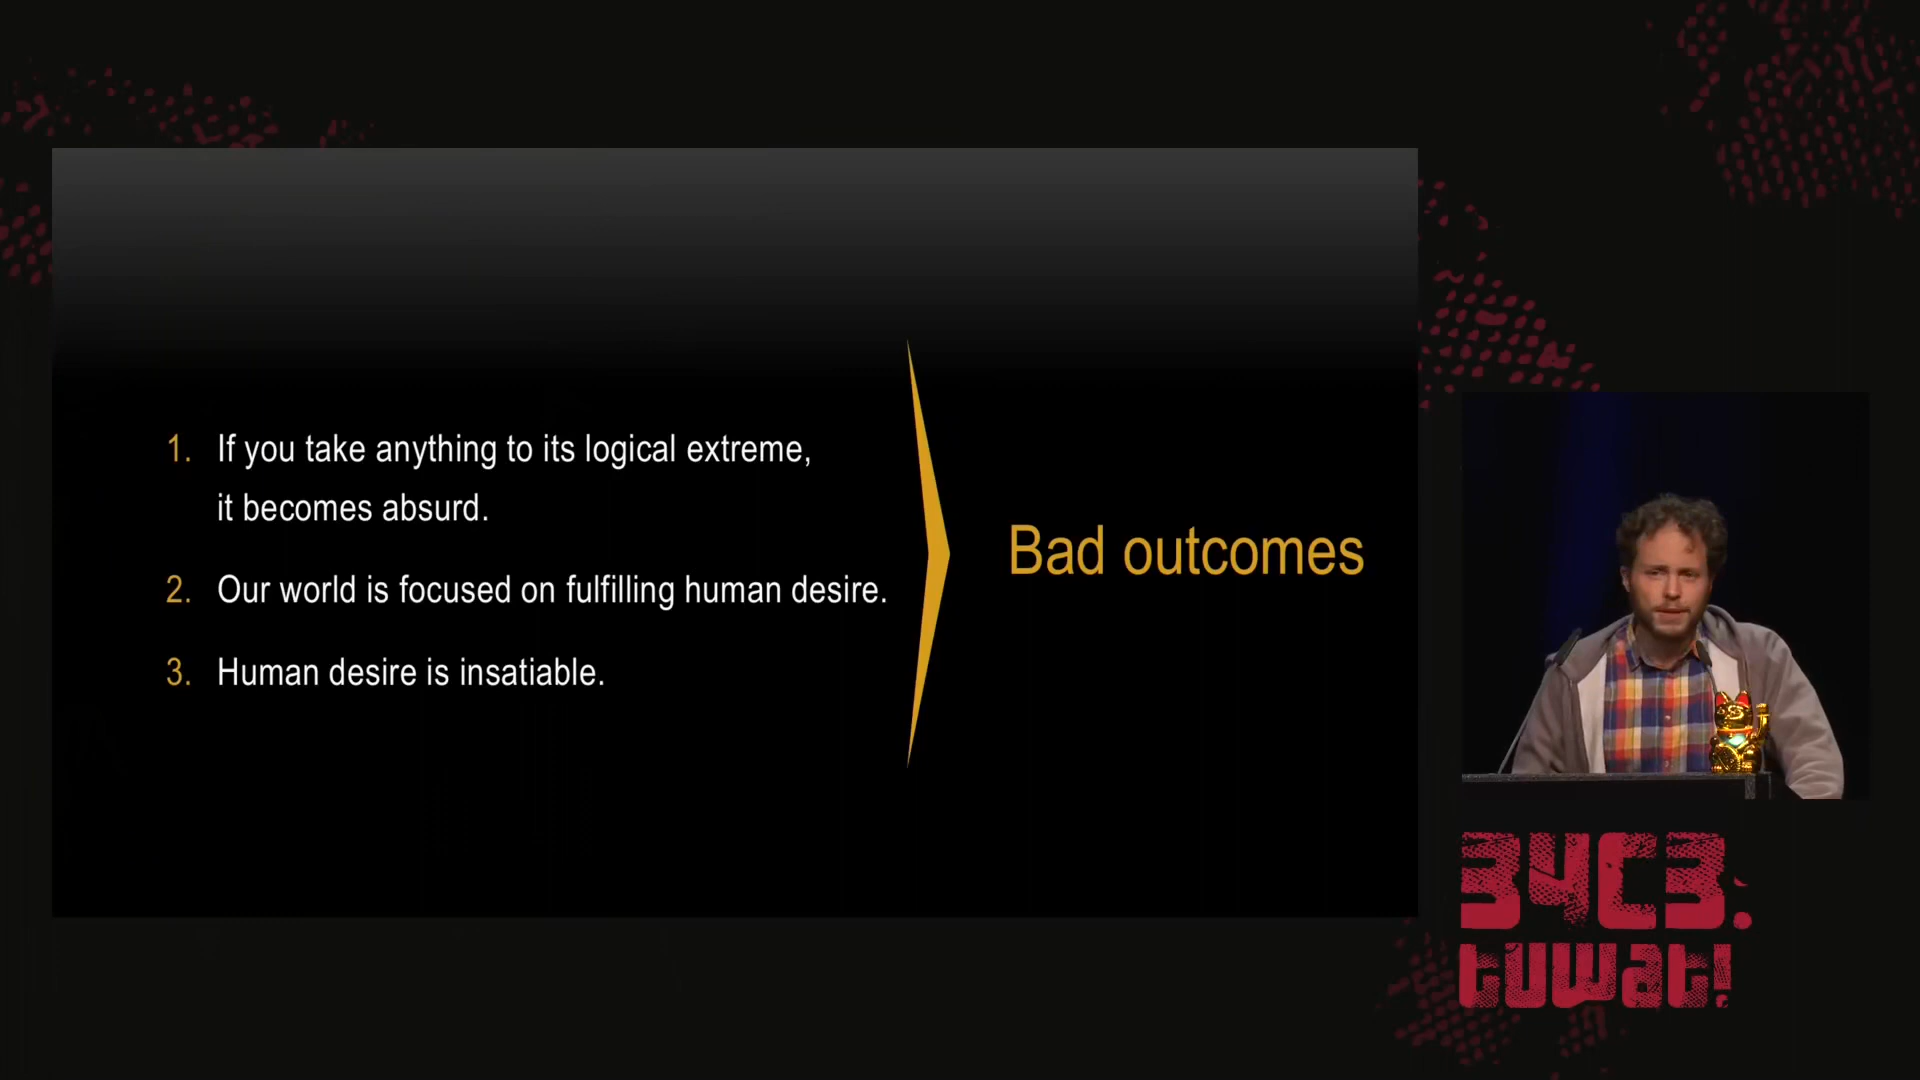 1. If you take anything to its logical extreme,
it becomes absurd.
2. Our world is focused on fulfilling human desire.
3. Human desire is insatiable.
Bad outcomes
34C3.
tuwat!